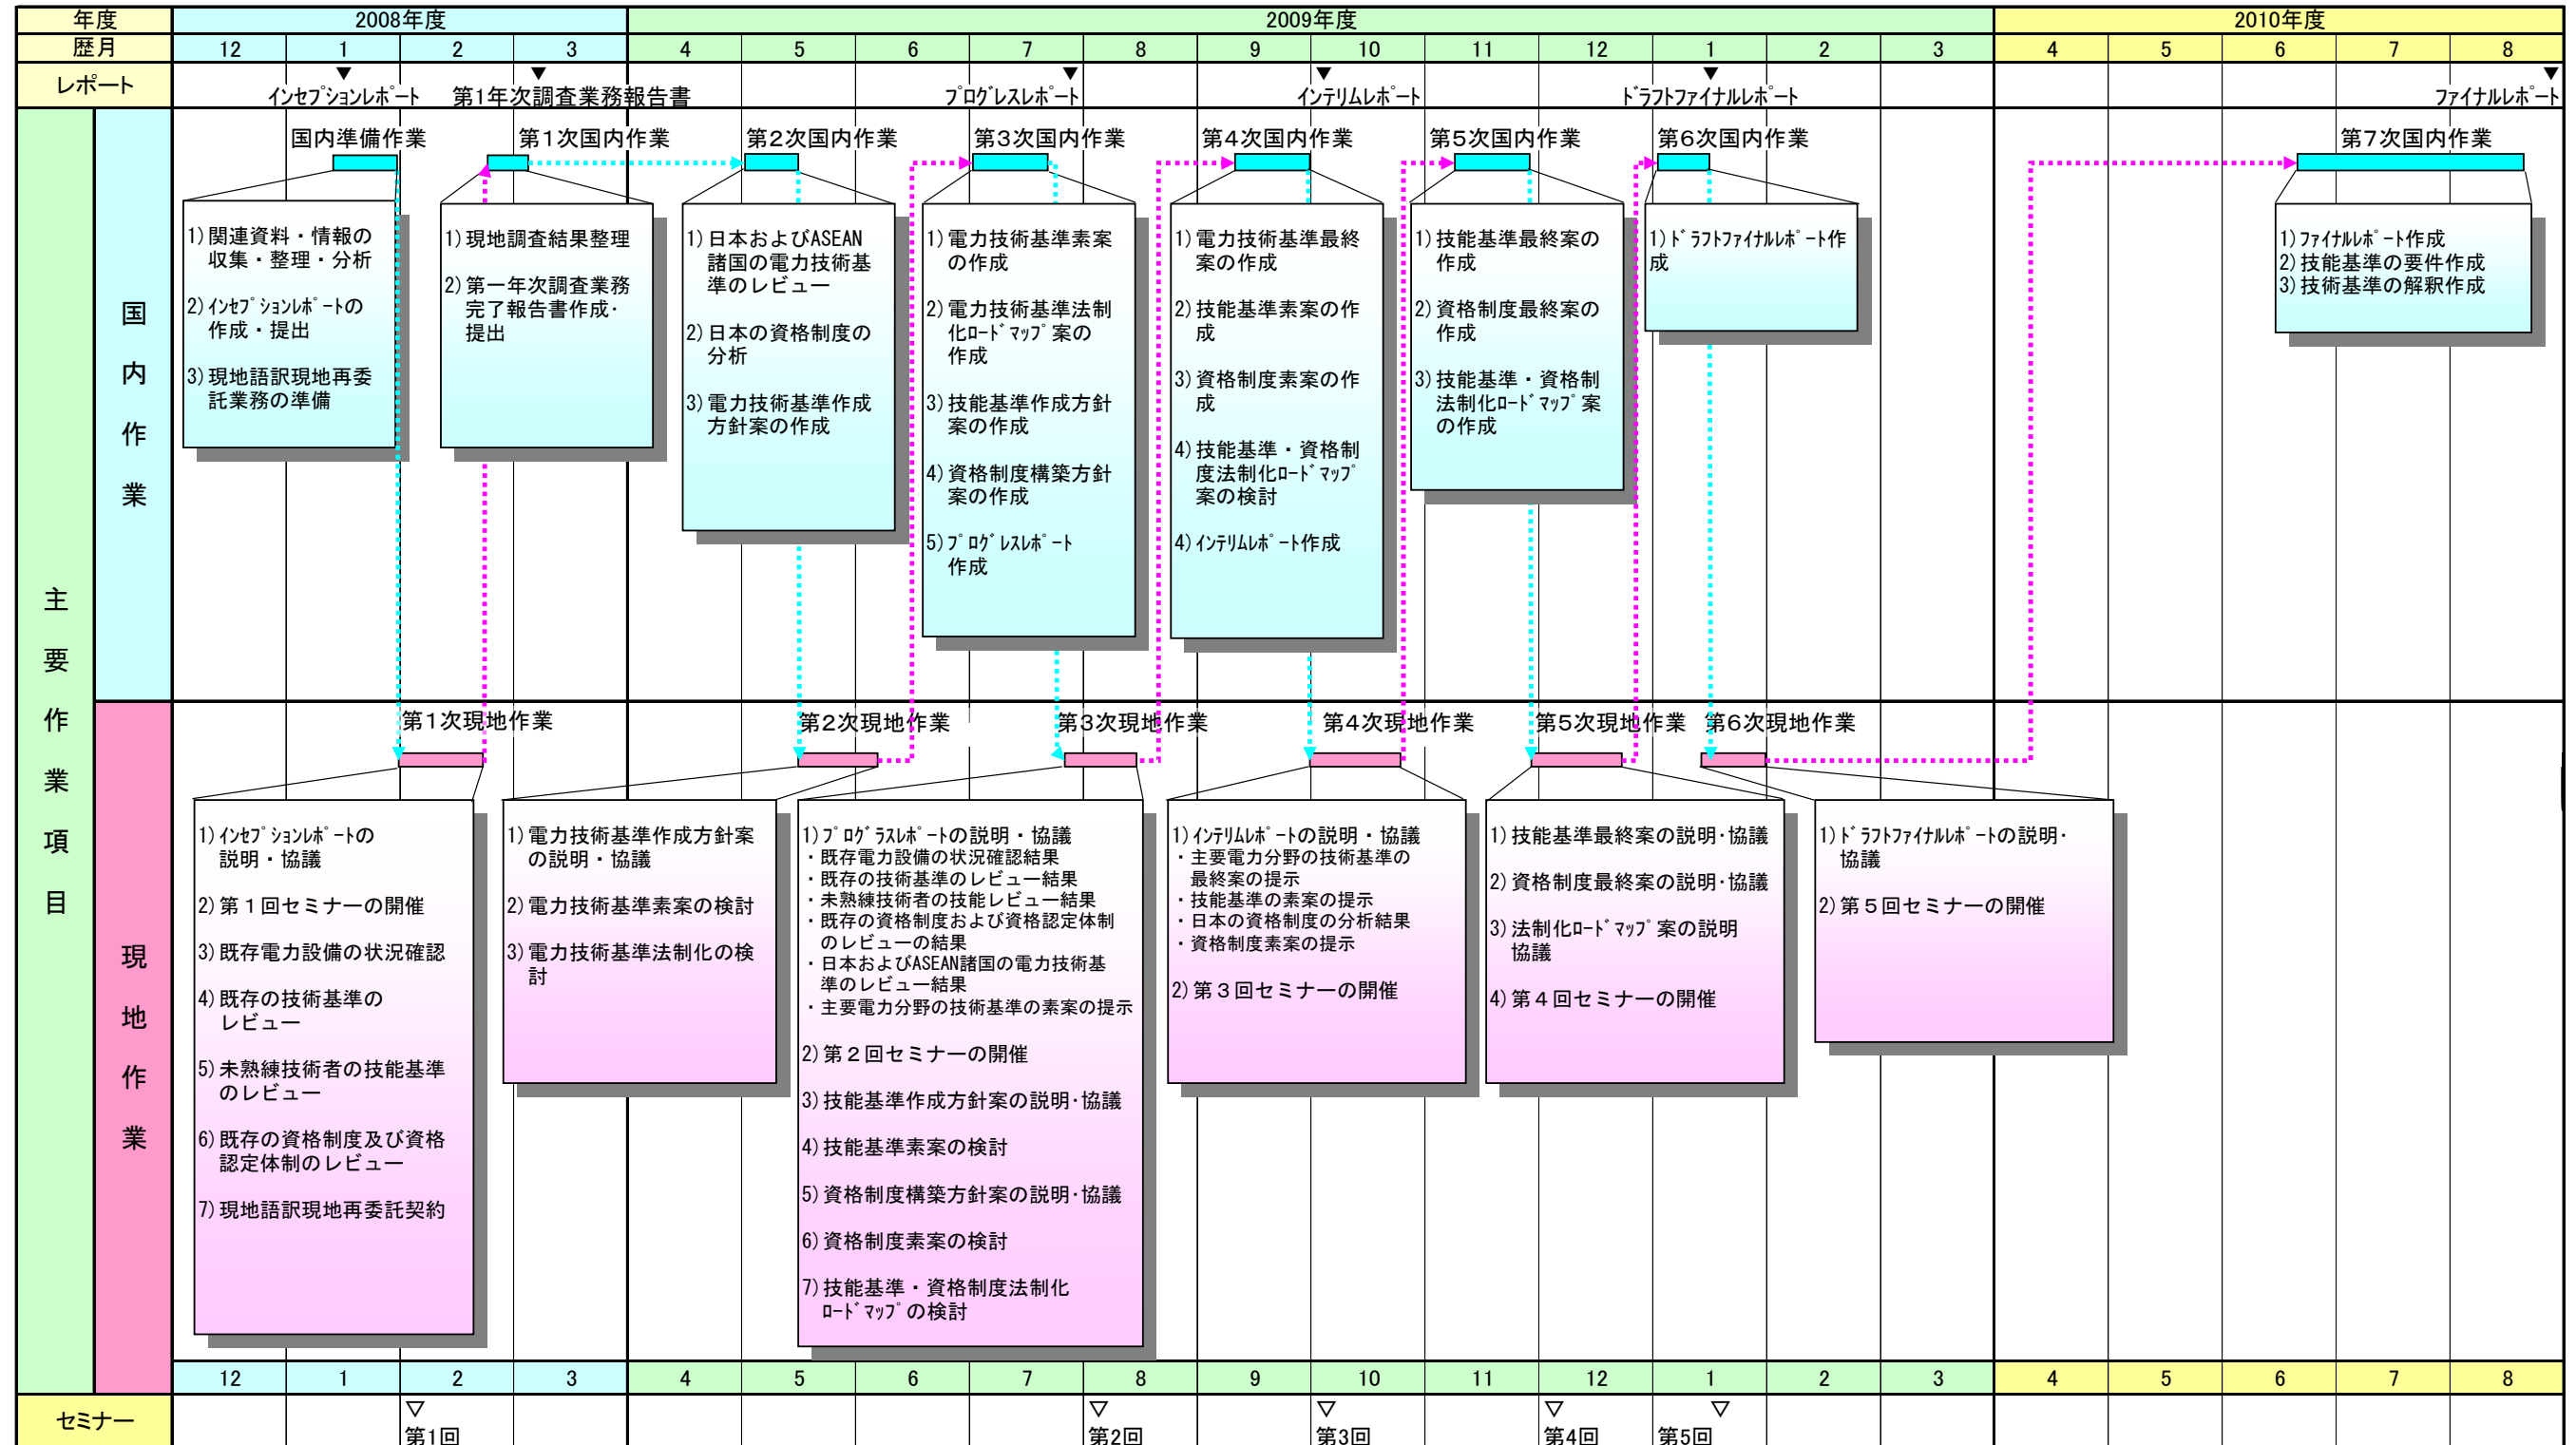 年度 2008年度 2009年度 2010年度
歴月 12 1 2 3 4 5 6 7 8 9 10 11 12 1 2 3 4 5 6 7 8
レポート
▼ ▼ ▼ ▼ ▼ ▼
インセプションレポート 第1年次調査業務報告書 プログレスレポート インテリムレポート ドラフトファイナルレポート ファイナルレポート
主要作業項目
国内作業
国内準備作業
1)関連資料・情報の
収集・整理・分析
2)インセプションレポートの
作成・提出
3)現地語訳現地再委
託業務の準備
第1次国内作業
1)現地調査結果整理
2)第一年次調査業務
完了報告書作成･
提出
第2次国内作業
1)日本およびASEAN
諸国の電力技術基
準のレビュー
2)日本の資格制度の
分析
3)電力技術基準作成
方針案の作成
第3次国内作業
1)電力技術基準素案
の作成
2)電力技術基準法制
化ロードマップ案の
作成
3)技能基準作成方針
案の作成
4)資格制度構築方針
案の作成
5)プログレスレポート
作成
第4次国内作業
1)電力技術基準最終
案の作成
2)技能基準素案の作
成
3)資格制度素案の作
成
4)技能基準・資格制
度法制化ロードマップ
案の検討
4)インテリムレポート作成
第5次国内作業
1)技能基準最終案の
作成
2)資格制度最終案の
作成
3)技能基準・資格制
法制化ロードマップ案
の作成
第6次国内作業
1)ドラフトファイナルレポート作
成
第7次国内作業
1)ファイナルレポート作成
2)技能基準の要件作成
3)技術基準の解釈作成
現地作業
第1次現地作業
1)インセプションレポートの
説明・協議
2)第１回セミナーの開催
3)既存電力設備の状況確認
4)既存の技術基準の
レビュー
5)未熟練技術者の技能基準
のレビュー
6)既存の資格制度及び資格
認定体制のレビュー
7)現地語訳現地再委託契約
第2次現地作業
1)電力技術基準作成方針案
の説明・協議
2)電力技術基準素案の検討
3)電力技術基準法制化の検
討
第3次現地作業
1)プログラスレポートの説明・協議
・既存電力設備の状況確認結果
・既存の技術基準のレビュー結果
・未熟練技術者の技能レビュー結果
・既存の資格制度および資格認定体制
のレビューの結果
・日本およびASEAN諸国の電力技術基
準のレビュー結果
・主要電力分野の技術基準の素案の提示
2)第２回セミナーの開催
3)技能基準作成方針案の説明･協議
4)技能基準素案の検討
5)資格制度構築方針案の説明･協議
6)資格制度素案の検討
7)技能基準・資格制度法制化
ロードマップの検討
第4次現地作業
1)インテリムレポートの説明・協議
・主要電力分野の技術基準の
最終案の提示
・技能基準の素案の提示
・日本の資格制度の分析結果
・資格制度素案の提示
2)第３回セミナーの開催
第5次現地作業
1)技能基準最終案の説明･協議
2)資格制度最終案の説明･協議
3)法制化ロードマップ案の説明
協議
4)第４回セミナーの開催
第6次現地作業
1)ドラフトファイナルレポートの説明･
協議
2)第５回セミナーの開催
12 1 2 3 4 5 6 7 8 9 10 11 12 1 2 3 4 5 6 7 8
セミナー
▽ ▽ ▽ ▽ ▽
第1回 第2回 第3回 第4回 第5回